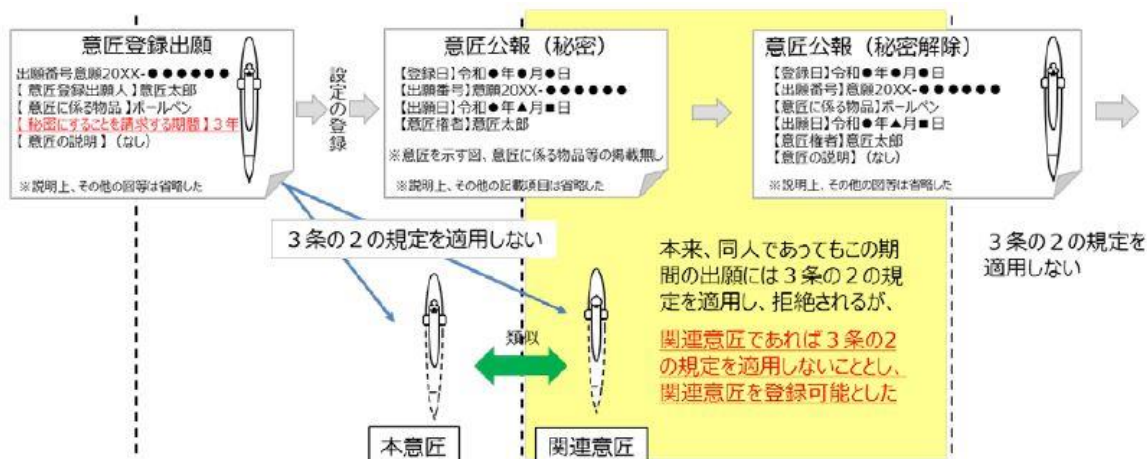 意匠登録出願
出願番号意願20XX-●●●●●●
【意匠登録出願人】意匠太郎
【意匠に係る物品】ボールペン
【秘密にすることを請求する期間】3年
【意匠の説明】（なし）
※説明上、その他の図等は省略した
設定の登録
意匠公報（秘密）
【登録日】令和●年●月●日
【出願番号】意願20XX-●●●●●●
【出願日】令和●年▲月■日
【意匠権者】意匠太郎
※意匠を示す図、意匠に係る物品等の掲載無し
※説明上、その他の記載項目は省略した
意匠公報（秘密解除）
【登録日】令和●年●月●日
【出願番号】意願20XX-●●●●●●
【意匠に係る物品】ボールペン
【出願日】令和●年▲月■日
【意匠権者】意匠太郎
【意匠の説明】（なし）
※説明上、その他の図等は省略した
３条の２の規定を適用しない
類似
本意匠
関連意匠
本来、同人であってもこの期
間の出願には３条の２の規
定を適用し、拒絶されるが、
関連意匠であれば３条の2
の規定を適用しないこととし、
関連意匠を登録可能とした
３条の２の規定を
適用しない